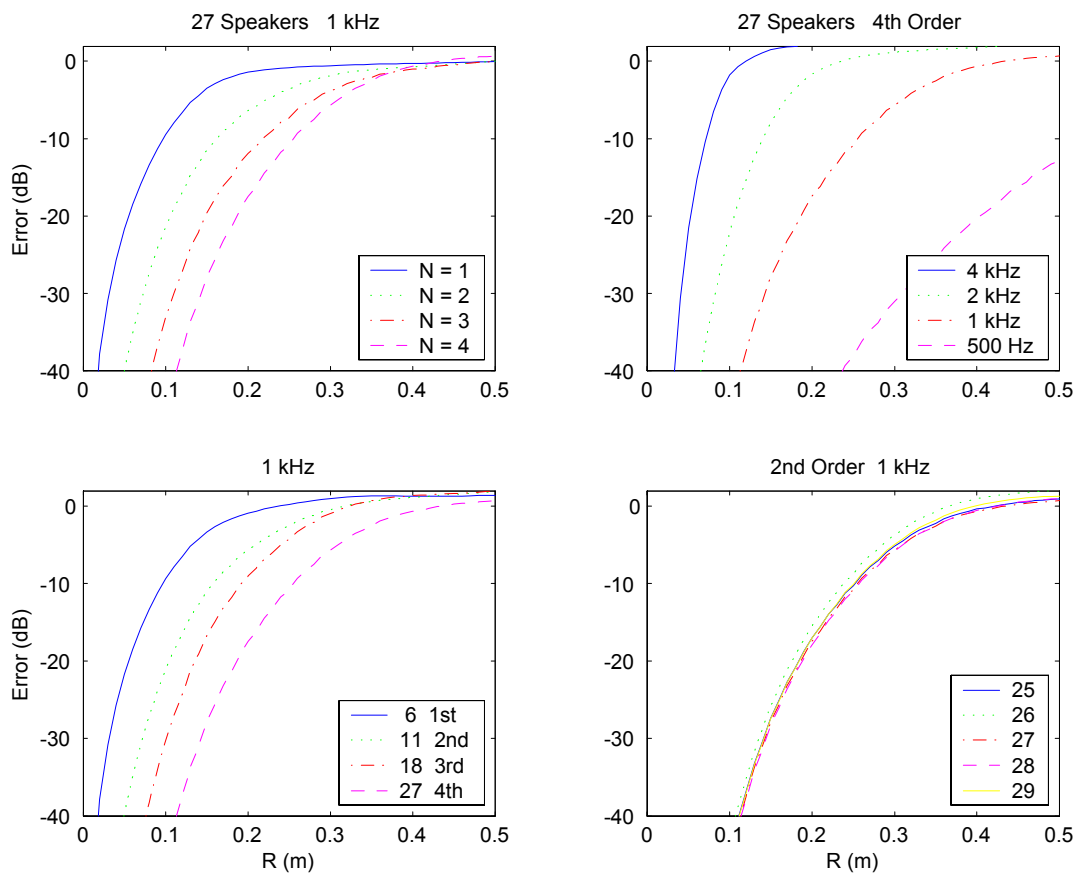 27 Speakers 1 kHz
Error (dB)
0
-10
-20
-30
-40
0
0.1
0.2
0.3
0.4
0.5
N = 1
N = 2
N = 3
N = 4
27 Speakers 4th Order
0
-10
-20
-30
-40
0
0.1
0.2
0.3
0.4
0.5
4 kHz
2 kHz
1 kHz
500 Hz
1 kHz
Error (dB)
0
-10
-20
-30
-40
0
0.1
0.2
0.3
0.4
0.5
R (m)
6 1st
11 2nd
18 3rd
27 4th
2nd Order 1 kHz
0
-10
-20
-30
-40
0
0.1
0.2
0.3
0.4
0.5
R (m)
25
26
27
28
29